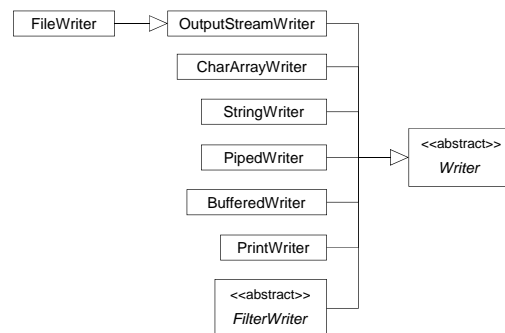 FileWriter
OutputStreamWriter
CharArrayWriter
StringWriter
PipedWriter
<<abstract>>
Writer
BufferedWriter
PrintWriter
<<abstract>>
FilterWriter